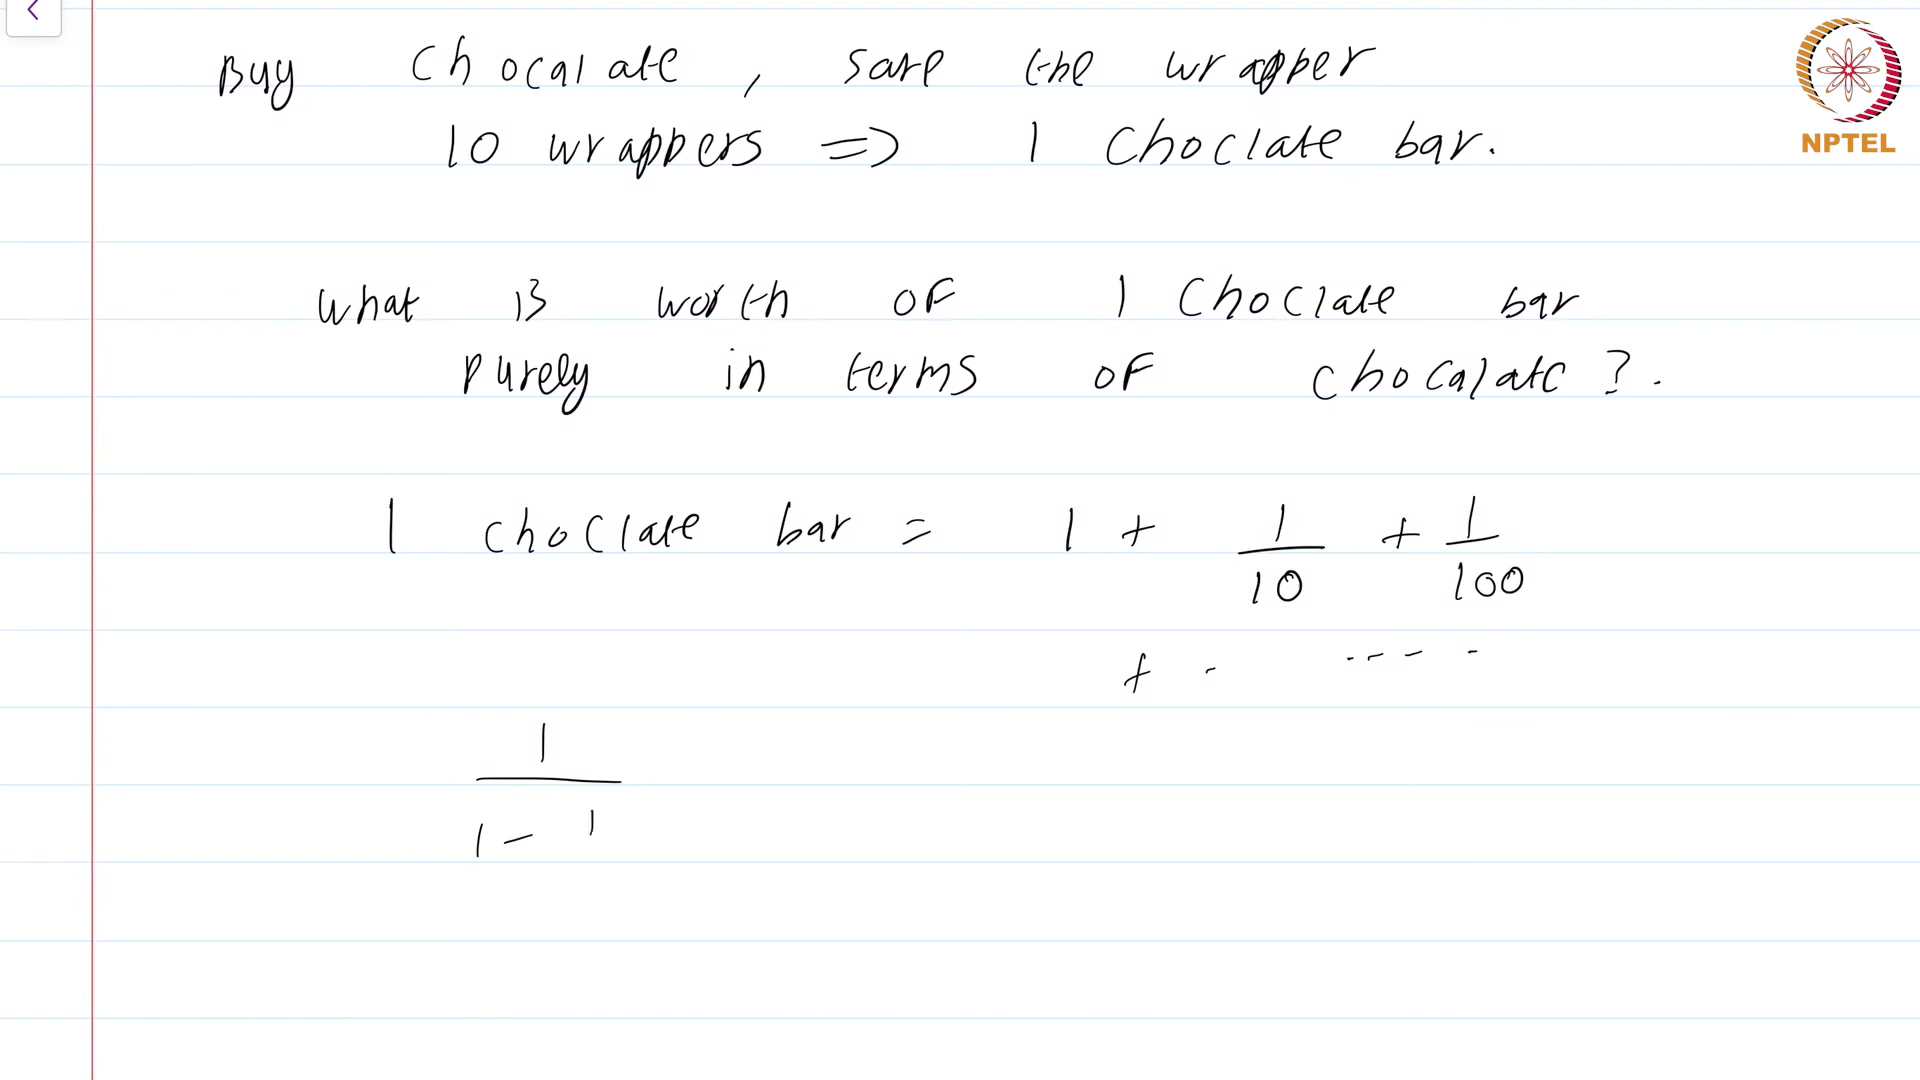 Buy chocalate, save the wrapper
NPTEL
10 wrappers => 1 choclate bar.
what is worth of 1 choclate bar
purely in terms of chocalate?.
1 choclate bar = 1 + 1/10 + 1/100
+ - ----
1
1 - 1